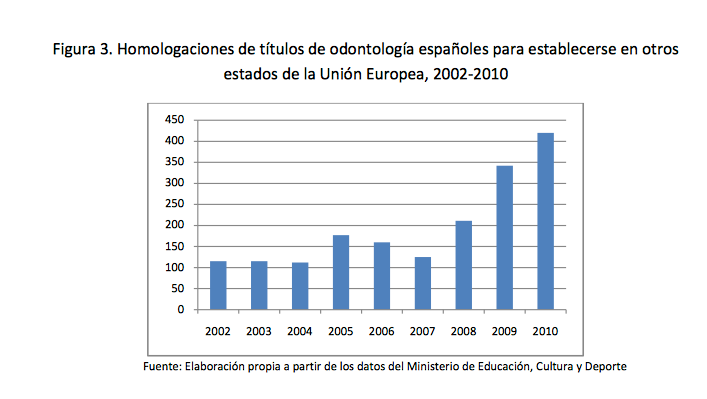 Figura 3. Homologaciones de títulos de odontología españoles para establecerse en otros
estados de la Unión Europea, 2002-2010
450
400
350
300
250
200
150
100
50
0
2002 2003 2004 2005 2006 2007 2008 2009 2010
Fuente: Elaboración propia a partir de los datos del Ministerio de Educación, Cultura y Deporte